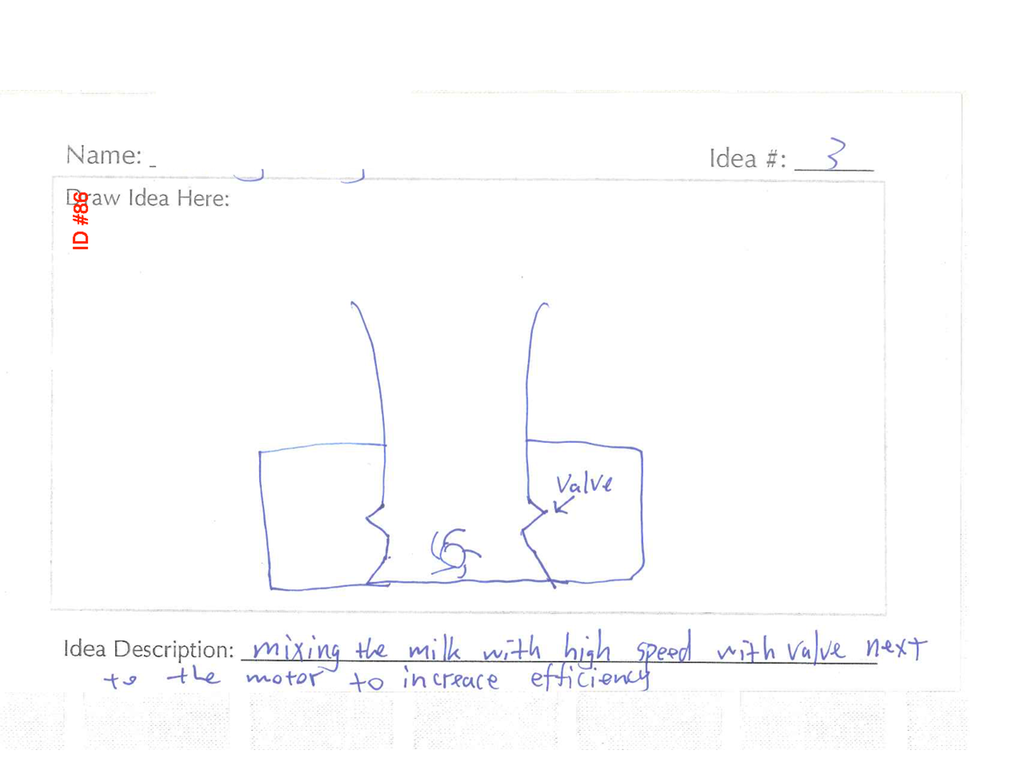 Name:
Idea #: 3
Draw Idea Here:
ID #86
Valve
Idea Description: mixing the milk with high speed with valve next
to the motor to increace efficiency